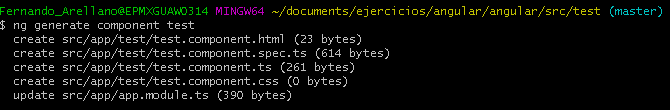 Fernando_Arellano@EPMXGUAW0314 MINGW64 ~/documents/ejercicios/angular/angular/src/test (master)
$ ng generate component test
create src/app/test/test.component.html (23 bytes)
create src/app/test/test.component.spec.ts (614 bytes)
create src/app/test/test.component.ts (261 bytes)
create src/app/test/test.component.css (0 bytes)
update src/app/app.module.ts (390 bytes)